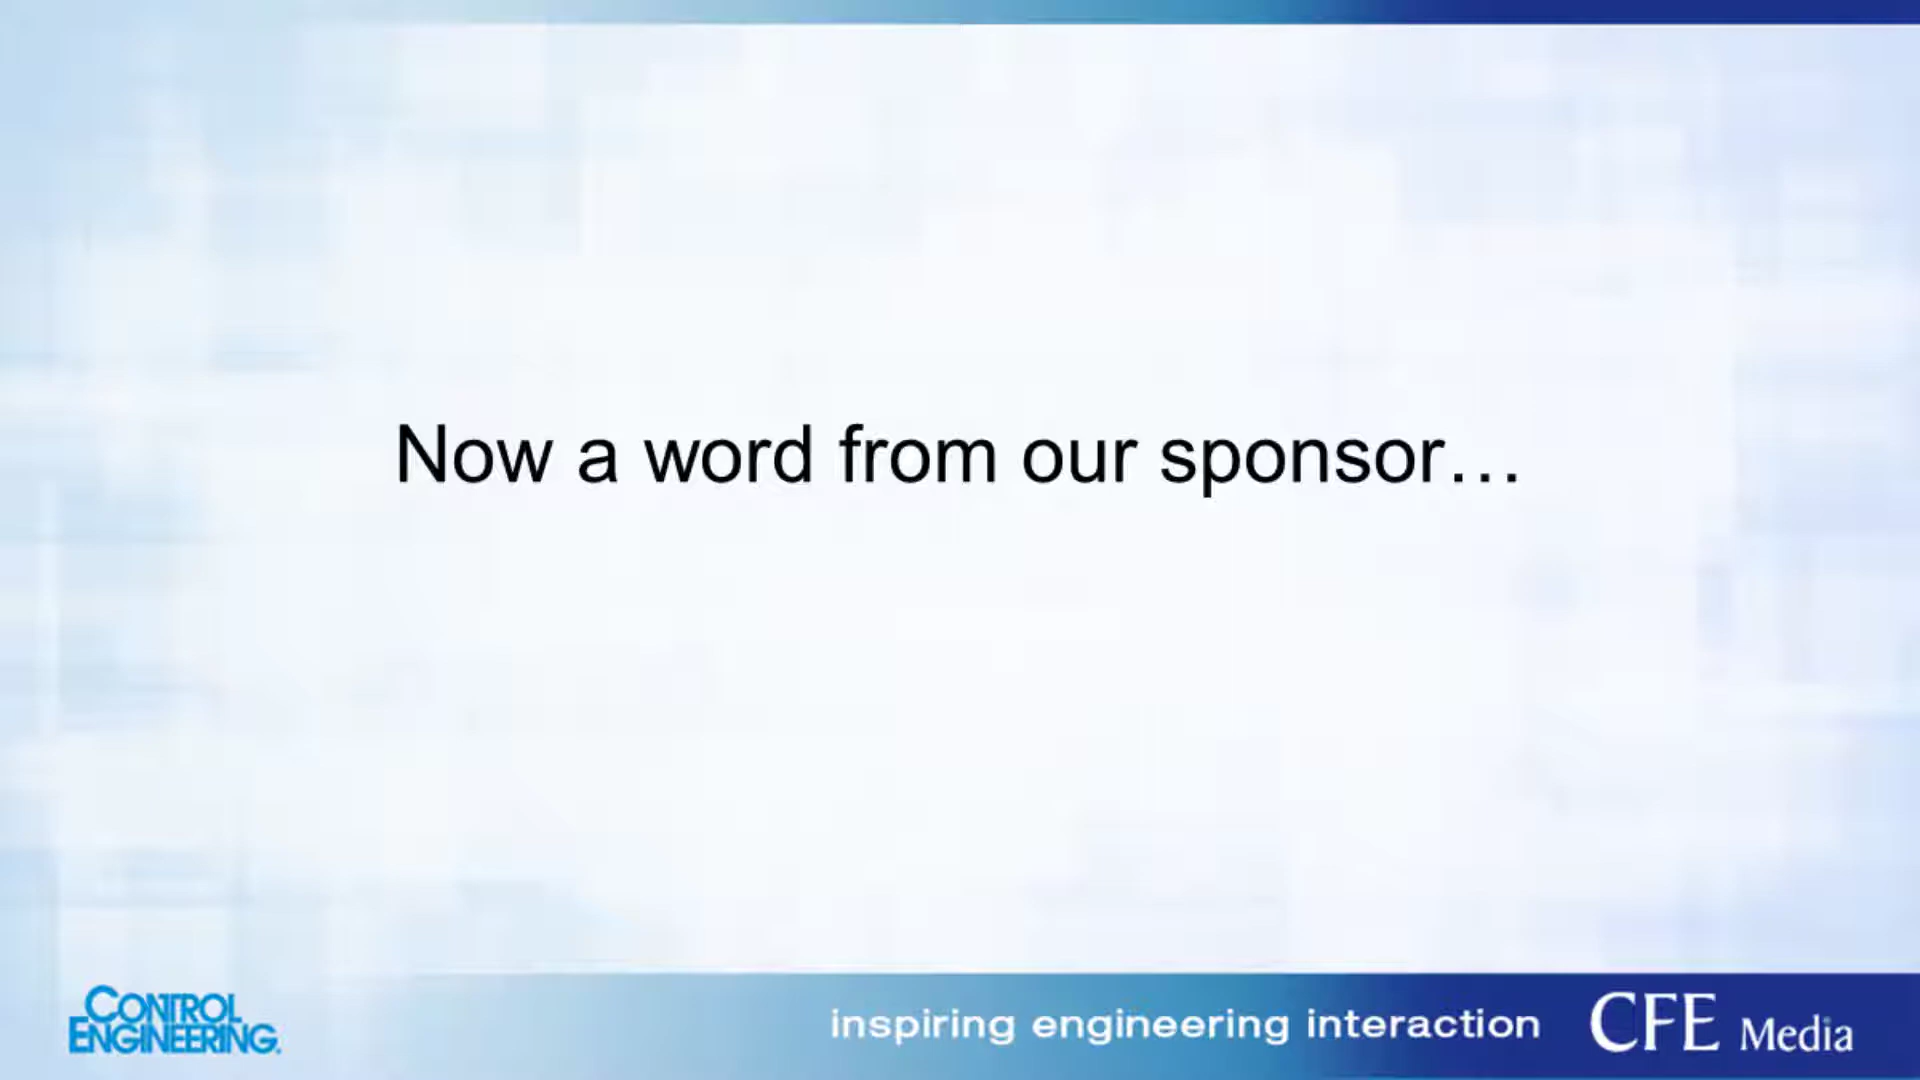 Now a word from our sponsor…
CONTROL
ENGINEERING.
inspiring engineering interaction
CFE Media